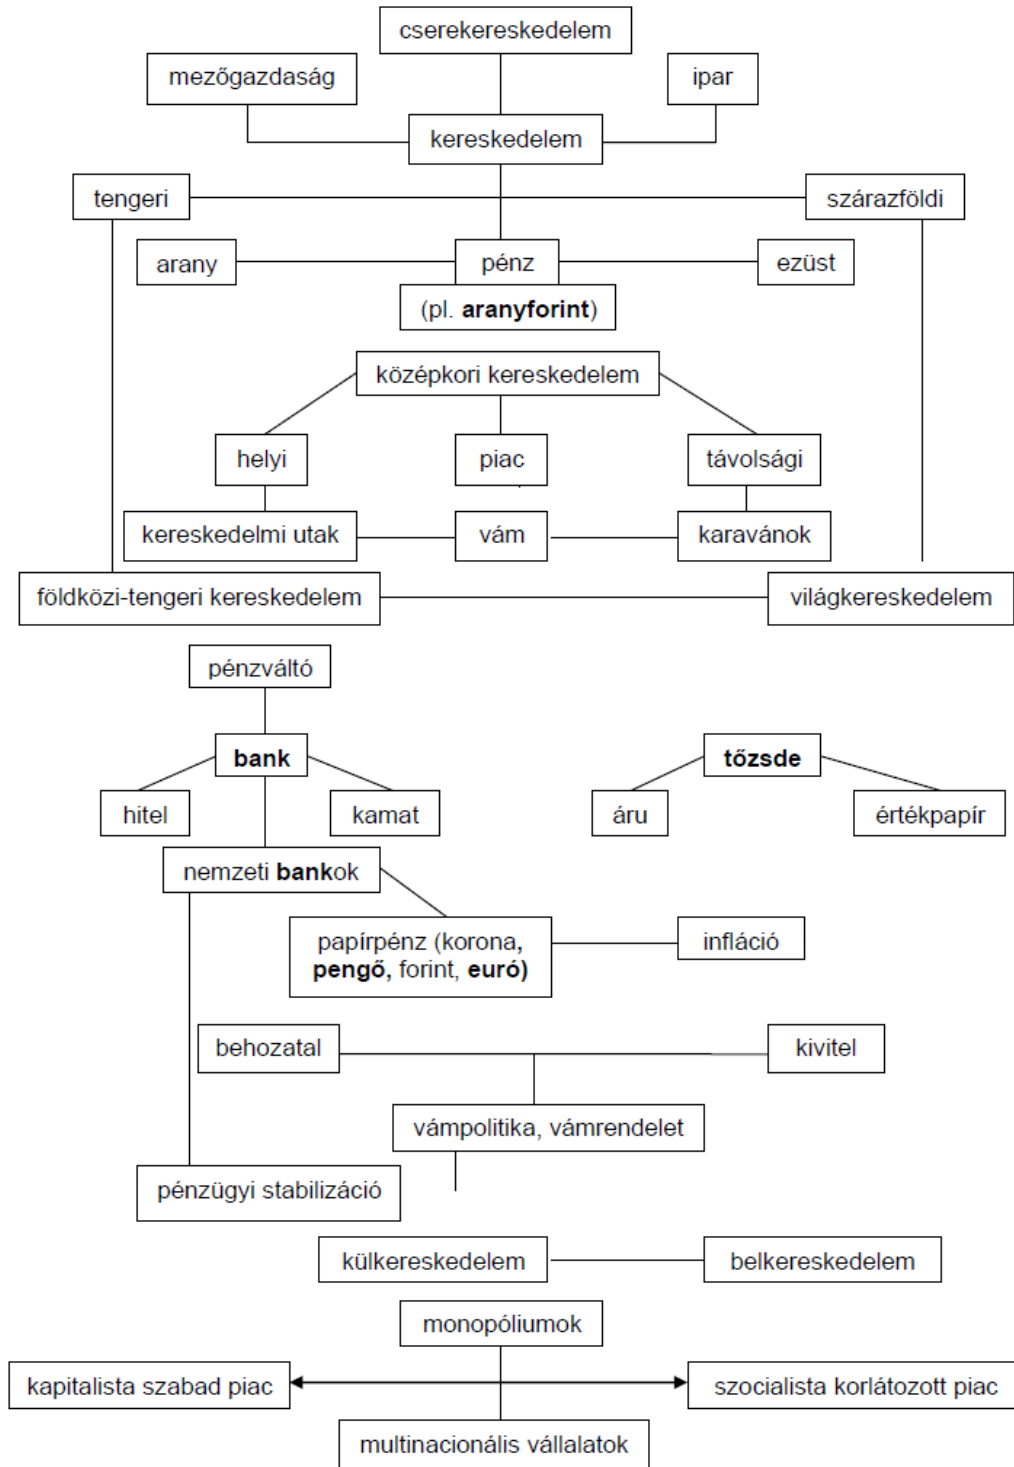 cserekereskedelem
mezőgazdaság
ipar
kereskedelem
tengeri
szárazföldi
arany
pénz
ezüst
(pl. aranyforint)
középkori kereskedelem
helyi
piac
távolsági
kereskedelmi utak
vám
karavánok
földközi-tengeri kereskedelem
világkereskedelem
pénzváltó
bank
tőzsde
hitel
kamat
áru
értékpapír
nemzeti bankok
papírpénz (korona,
pengő, forint, euró)
infláció
behozatal
kivitel
vámpolitika, vámrendelet
pénzügyi stabilizáció
külkereskedelem
belkereskedelem
monopóliumok
kapitalista szabad piac
szocialista korlátozott piac
multinacionális vállalatok